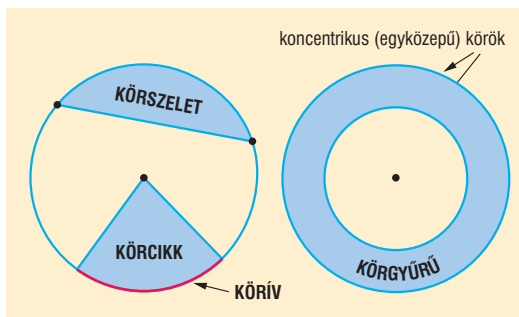 koncentrikus (egyközepű) körök
KÖRSZELET
KÖRCIKK
KÖRÍV
KÖRGYŰRŰ